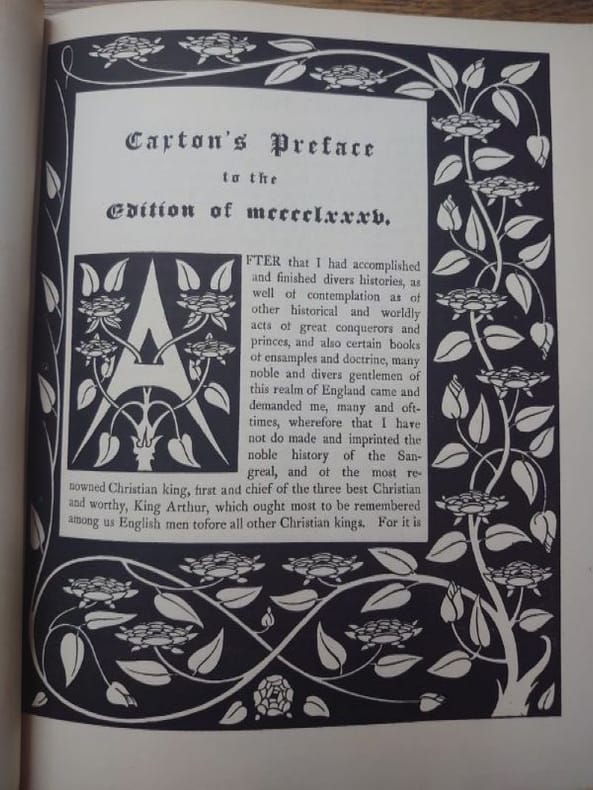 Caxton's Preface
to the
Edition of mcccclxxxv.
AFTER that I had accomplished
and finished divers histories, as
well of contemplation as of
other historical and worldly
acts of great conquerors and
princes, and also certain books
of ensamples and doctrine, many
noble and divers gentlemen of
this realm of England came and
demanded me, many and oft-
times, wherefore that I have
not do made and imprinted the
noble history of the San-
greal, and of the most re-
nowned Christian king, first and chief of the three best Christian
and worthy, King Arthur, which ought most to be remembered
among us English men tofore all other Christian kings. For it is